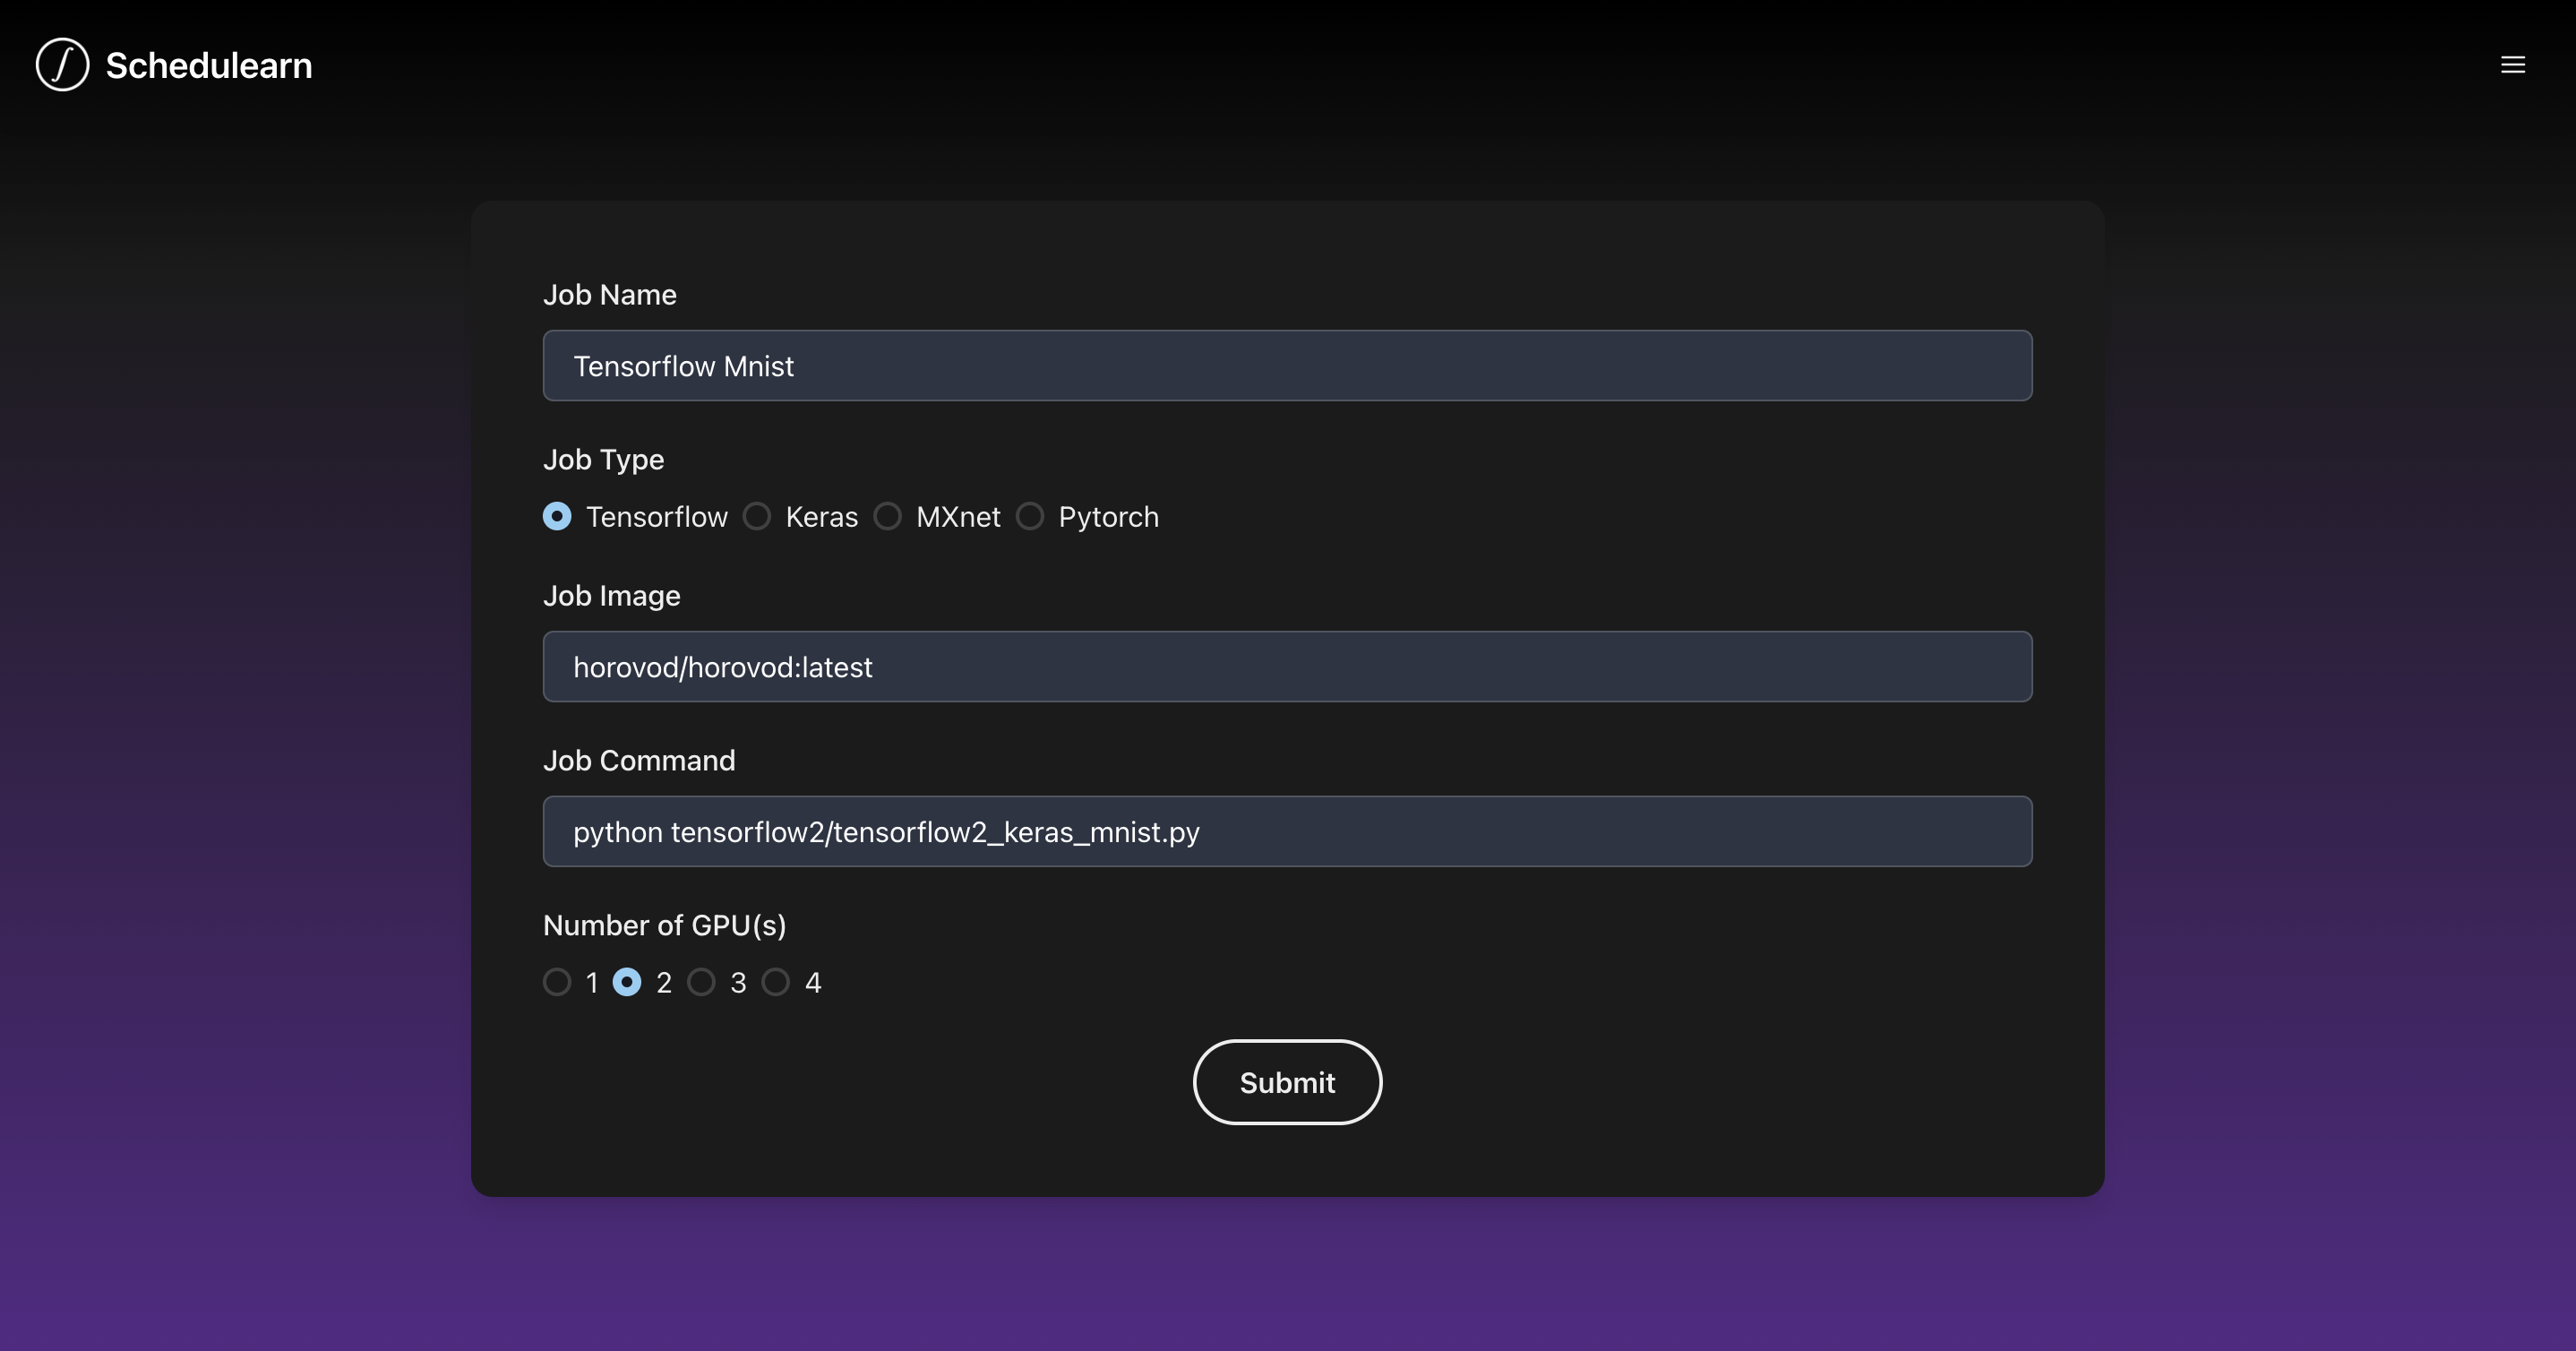 Schedulearn
Job Name
Tensorflow Mnist
Job Type
Tensorflow Keras MXnet Pytorch
Job Image
horovod/horovod:latest
Job Command
python tensorflow2/tensorflow2_keras_mnist.py
Number of GPU(s)
1 2 3 4
Submit